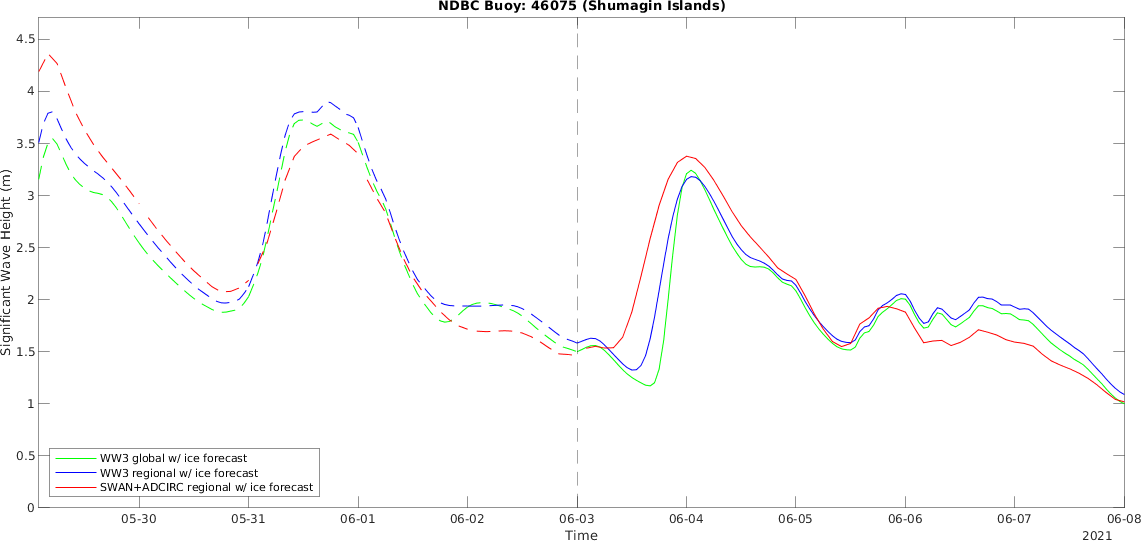 NDBC Buoy: 46075 (Shumagin Islands)
Significant Wave Height (m)
4.5
4
3.5
3
2.5
2
1.5
1
0.5
0
WW3 global w/ ice forecast
WW3 regional w/ ice forecast
SWAN+ADCIRC regional w/ ice forecast
05-30 05-31 06-01 06-02 06-03 06-04 06-05 06-06 06-07 06-08
Time
2021